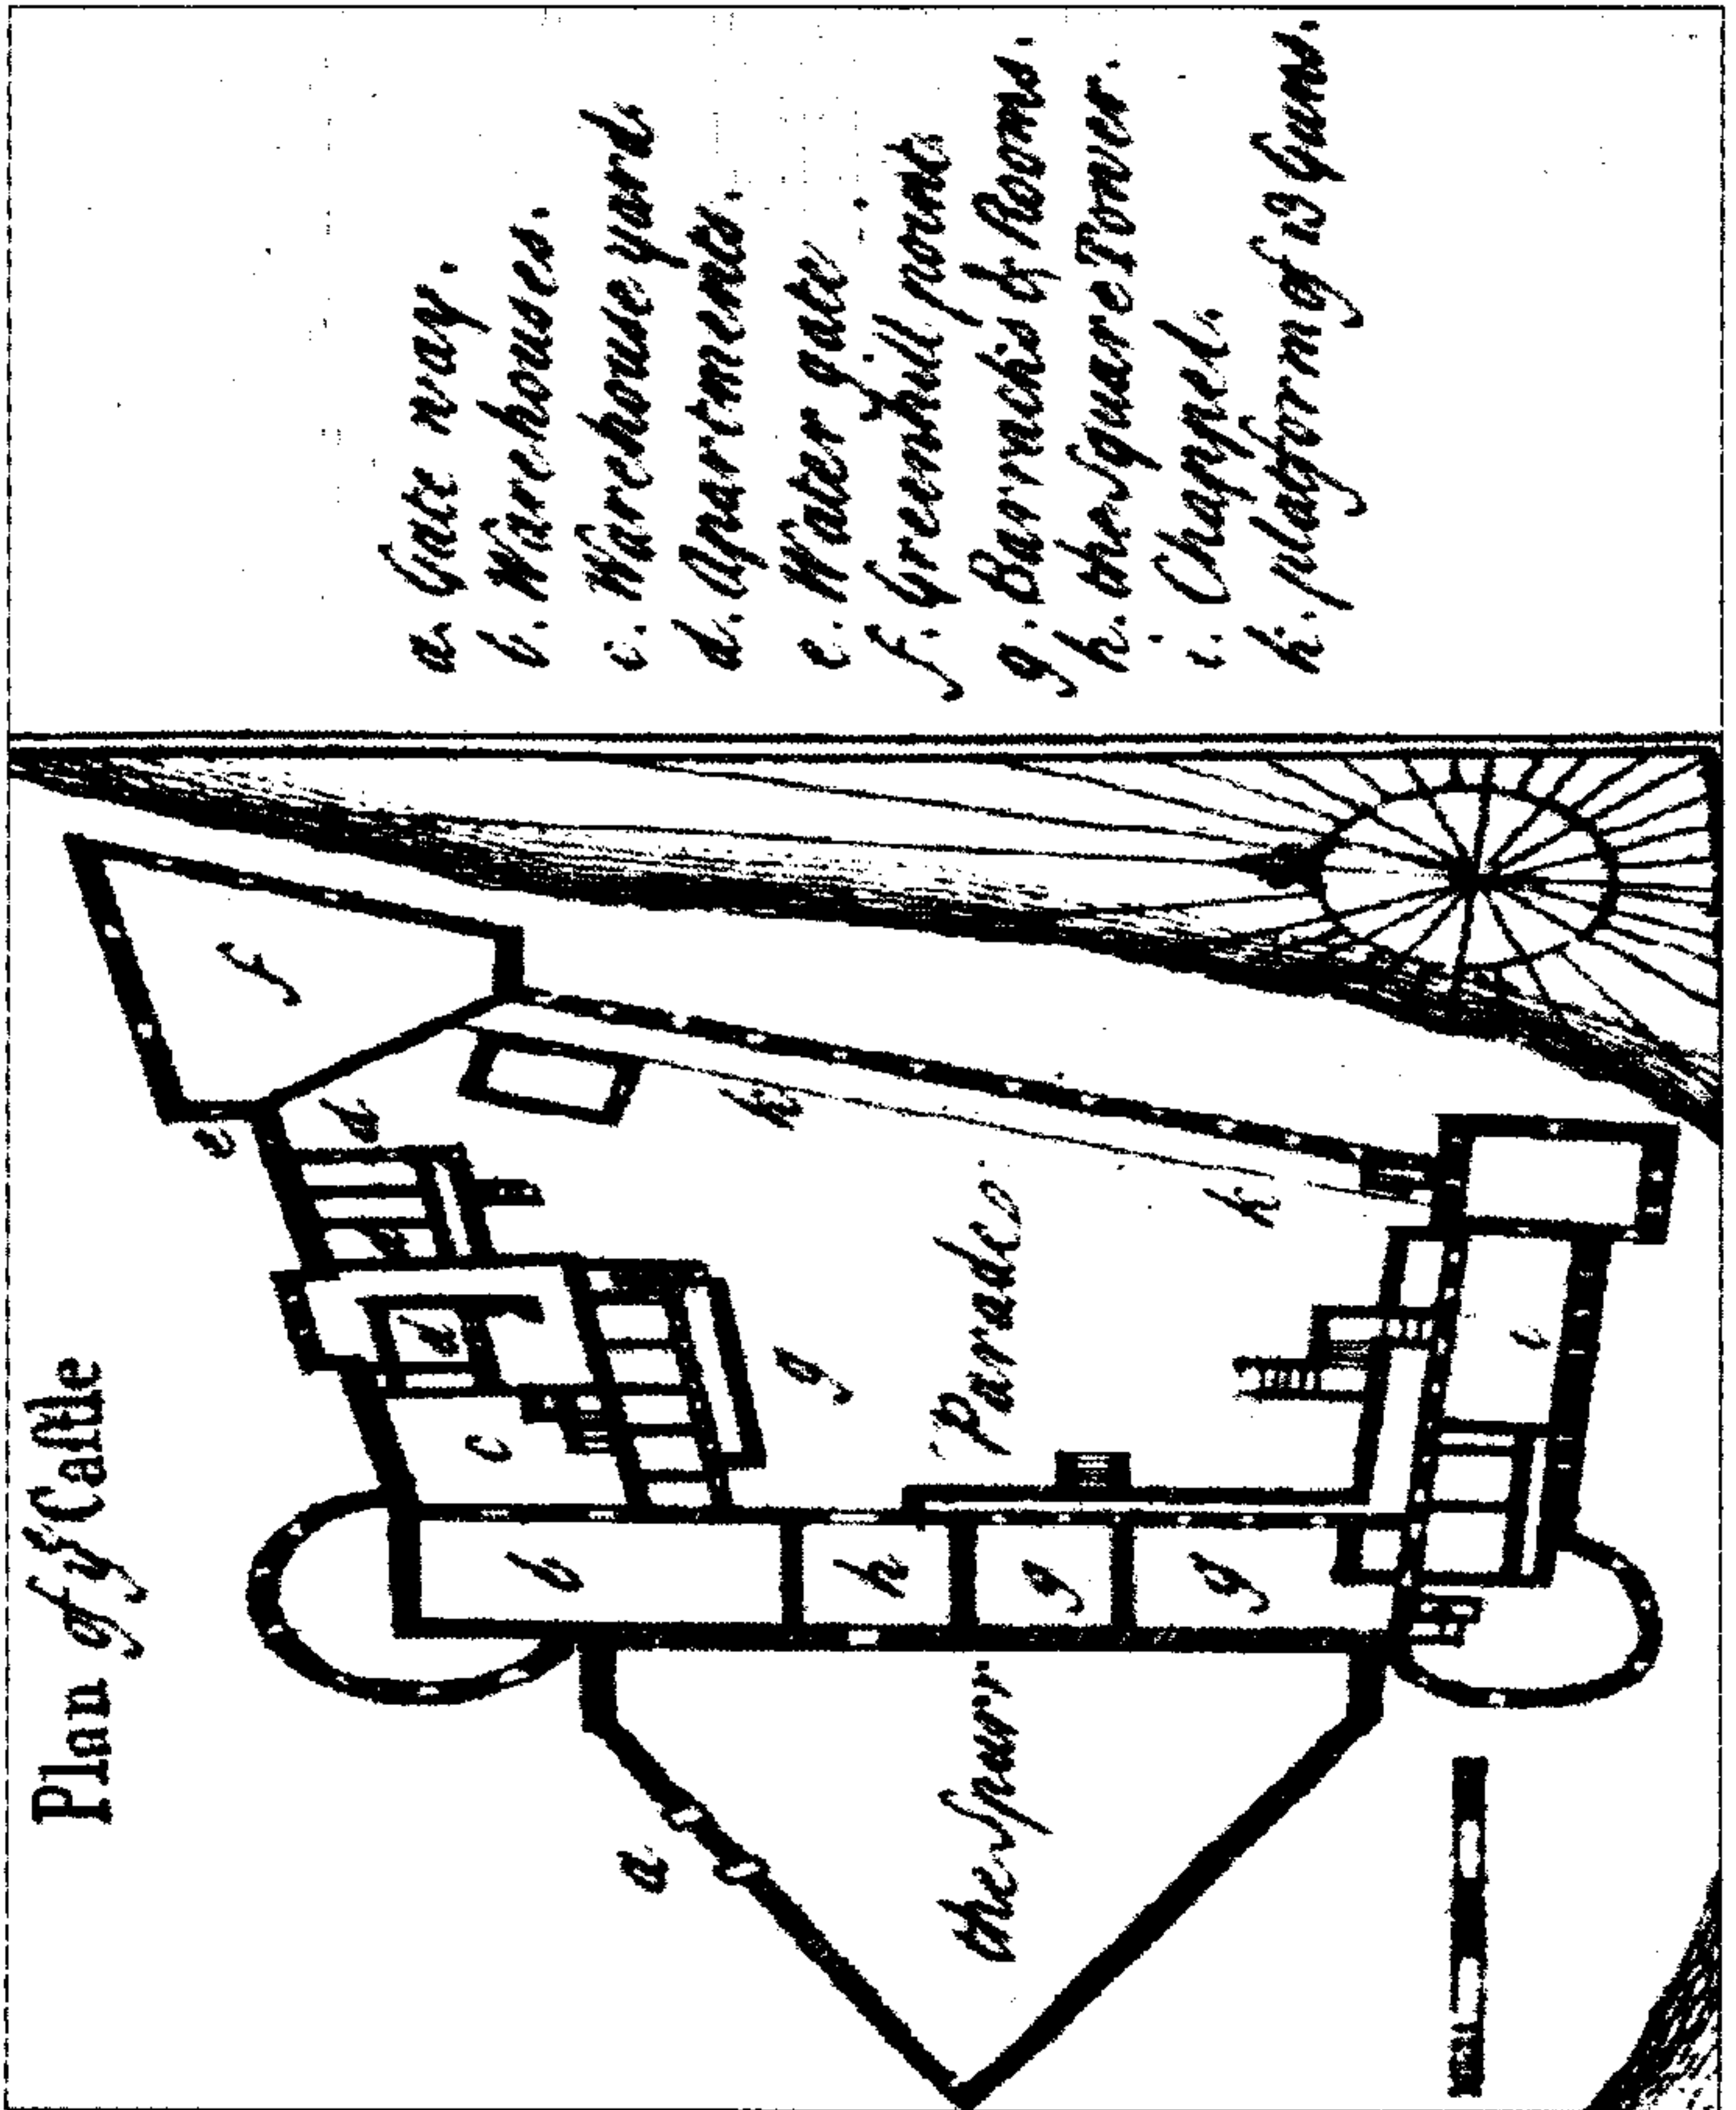 Plan of yᵉ Castle
f
e
d
k
d
d
k
c
g
Parade
i
b
h
g
g
a
the Spurr
a. Gate way.
b. Warehouses.
c. Warehouse yard.
d. Apartments.
e. Water gate
f. Greenhill point.
g. Barrick's & Rooms.
h. the Square Tower.
i. Chappel.
k. platform of 13 Guns.